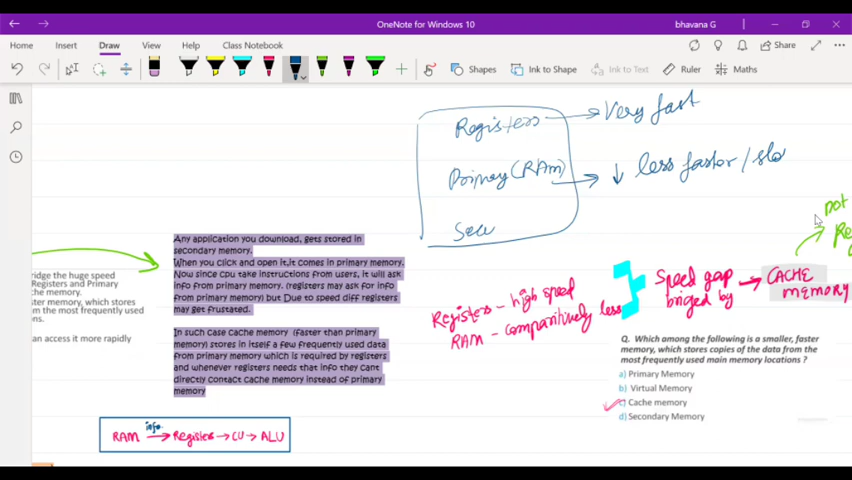 OneNote for Windows 10
bhavana G
Home
Insert
Draw
View
Help
Class Notebook
Share
Shapes
Ink to Shape
Ink to Text
Ruler
Maths
Registers
Very fast
Primary (RAM)
↓ less faster / slo
Any application you download, gets stored in
secondary memory.
When you click and open it,it comes in primary memory.
Now since cpu take instructions from users, it will ask
info from primary memory. (registers may ask for info
from primary memory) but Due to speed diff registers
may get frustated.
In such case cache memory (faster than primary
memory) stores in itself a few frequently used data
from primary memory which is required by registers
and whenever registers needs that info they cant
directly contact cache memory instead of primary
memory
ridge the huge speed
Registers and Primary
che memory.
ster memory, which stores
m the most frequently used
ns.
can access it more rapidly
info
RAM → Registers → CU → ALU
Registers - high speed
RAM - comparitively less
Speed gap
briged by
CACHE
MEMORY
not
Re
Q. Which among the following is a smaller, faster
memory, which stores copies of the data from the
most frequently used main memory locations ?
a) Primary Memory
b) Virtual Memory
c) Cache memory
d) Secondary Memory